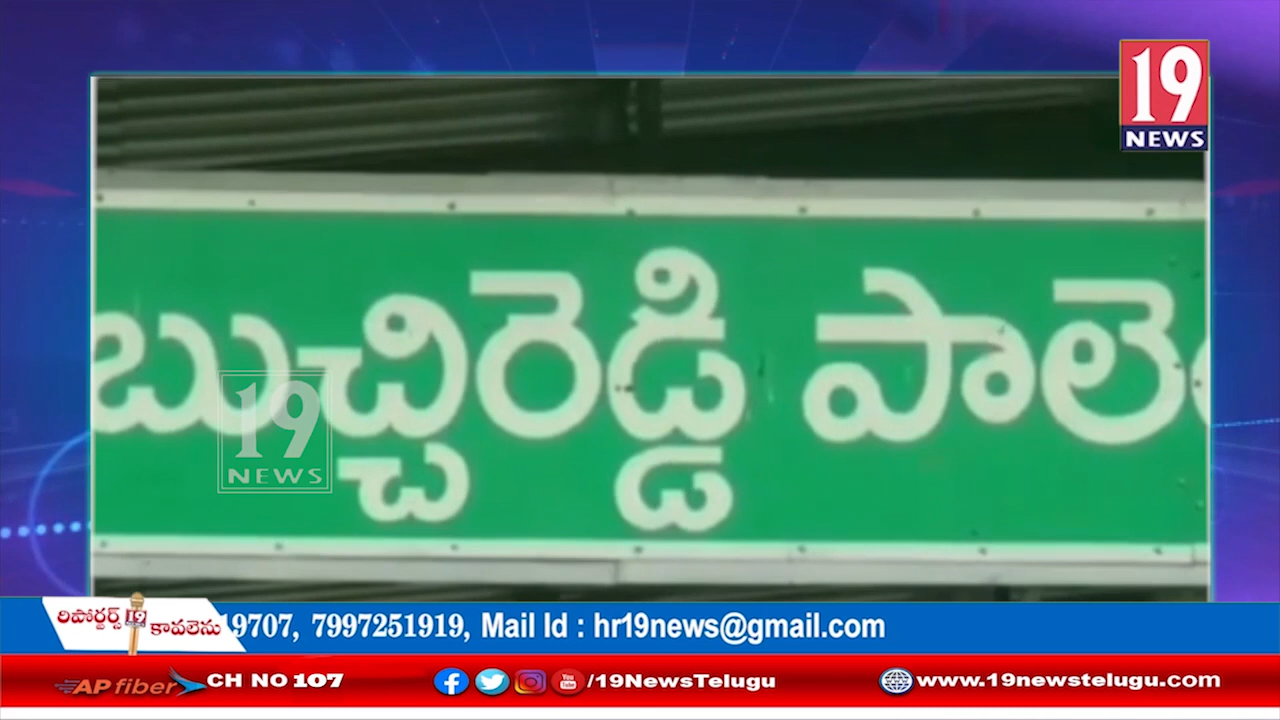 19
NEWS
బుచ్చిరెడ్డి పాలె
19
NEWS
రిపోర్టర్స్ 19 కావలెను
19707, 7997251919, Mail Id : hr19news@gmail.com
AP fiber CH NO 107
/19NewsTelugu
www.19newstelugu.com